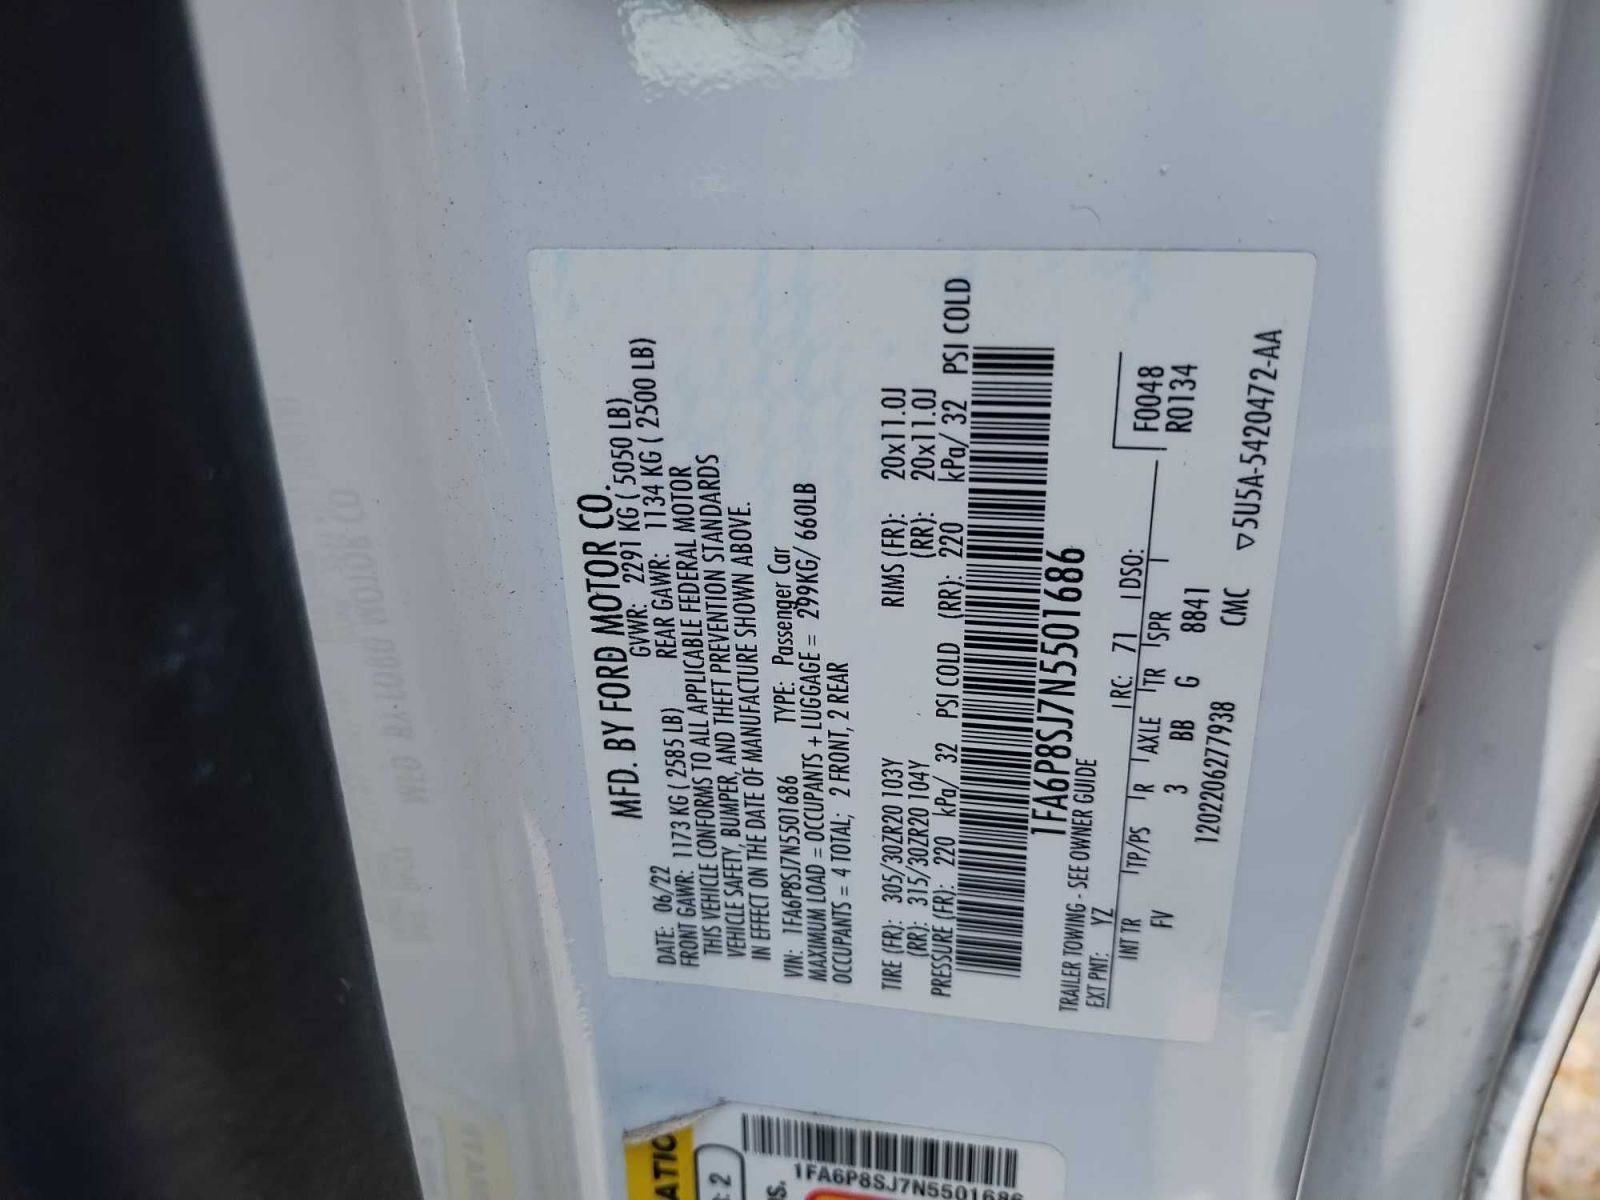 MFD. BY FORD MOTOR CO.
DATE: 06/22 GVWR: 2291 KG ( 5050 LB)
FRONT GAWR: 1173 KG ( 2585 LB) REAR GAWR: 1134 KG ( 2500 LB)
THIS VEHICLE CONFORMS TO ALL APPLICABLE FEDERAL MOTOR
VEHICLE SAFETY, BUMPER, AND THEFT PREVENTION STANDARDS
IN EFFECT ON THE DATE OF MANUFACTURE SHOWN ABOVE.
VIN: 1FA6P8SJ7N5501686 TYPE: Passenger Car
MAXIMUM LOAD = OCCUPANTS + LUGGAGE = 299KG/ 660LB
OCCUPANTS = 4 TOTAL; 2 FRONT, 2 REAR
TIRE (FR): 305/30ZR20 103Y RIMS (FR): 20x11.0J
(RR): 315/30ZR20 104Y (RR): 20x11.0J
PRESSURE (FR): 220 kPa/ 32 PSI COLD (RR): 220 kPa/ 32 PSI COLD
1FA6P8SJ7N5501686
TRAILER TOWING - SEE OWNER GUIDE
EXT PNT: YZ RC: 71 DSO:
INT TR TP/PS R AXLE TR SPR F0048
FV 3 BB G 8841 R0134
120220627​7938 CMC ▽5U5A-5420472-AA
ATIO
: 2
1FA6P8SJ7N5501686